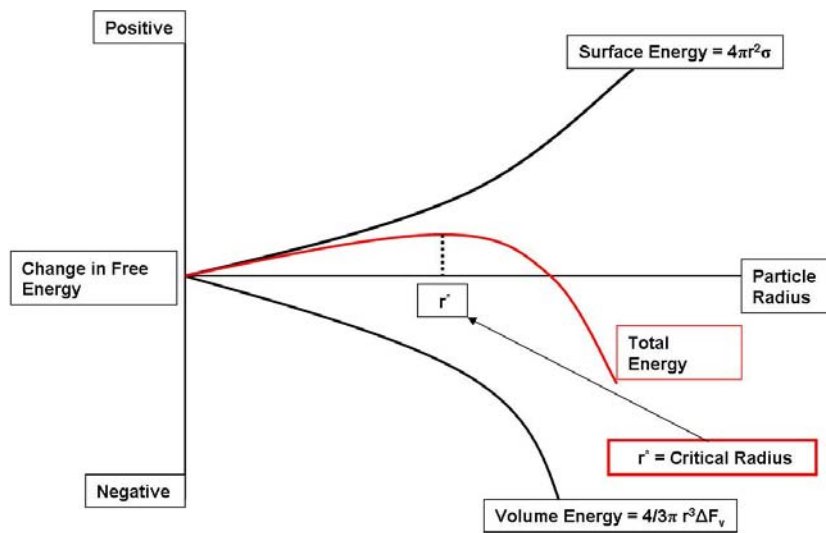 Positive
Surface Energy = 4πr²σ
Change in Free
Energy
Particle
Radius
r*
Total
Energy
r* = Critical Radius
Negative
Volume Energy = 4/3π r³ΔFᵥ